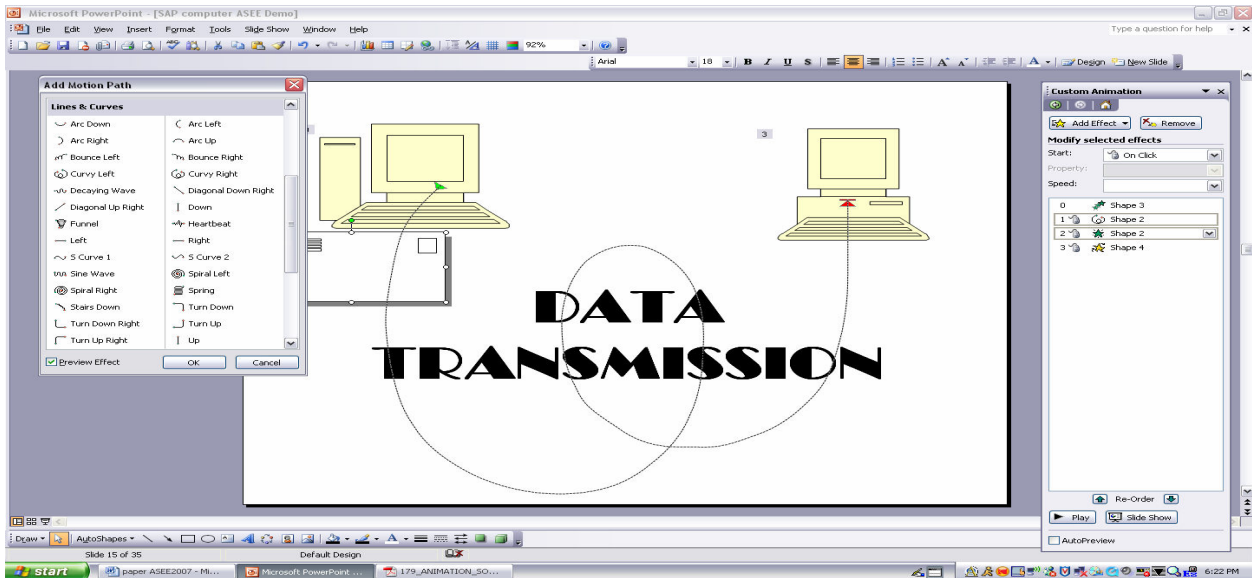 Microsoft PowerPoint - [SAP computer ASEE Demo]
File Edit View Insert Format Tools Slide Show Window Help
Type a question for help
92%
Arial 18 B I U S A A A Design New Slide
Add Motion Path
Lines & Curves
Arc Down Arc Left
Arc Right Arc Up
Bounce Left Bounce Right
Curvy Left Curvy Right
Decaying Wave Diagonal Down Right
Diagonal Up Right Down
Funnel Heartbeat
Left Right
S Curve 1 S Curve 2
Sine Wave Spiral Left
Spiral Right Spring
Stairs Down Turn Down
Turn Down Right Turn Up
Turn Up Right Up
Preview Effect OK Cancel
3
DATA
TRANSMISSION
Custom Animation
Add Effect Remove
Modify selected effects
Start: On Click
Property:
Speed:
0 Shape 3
1 Shape 2
2 Shape 2
3 Shape 4
Re-Order
Play Slide Show
AutoPreview
Draw AutoShapes A
Slide 15 of 35 Default Design
start paper ASEE2007 - Mi... Microsoft PowerPoint ... 179_ANIMATION_SO... 6:22 PM